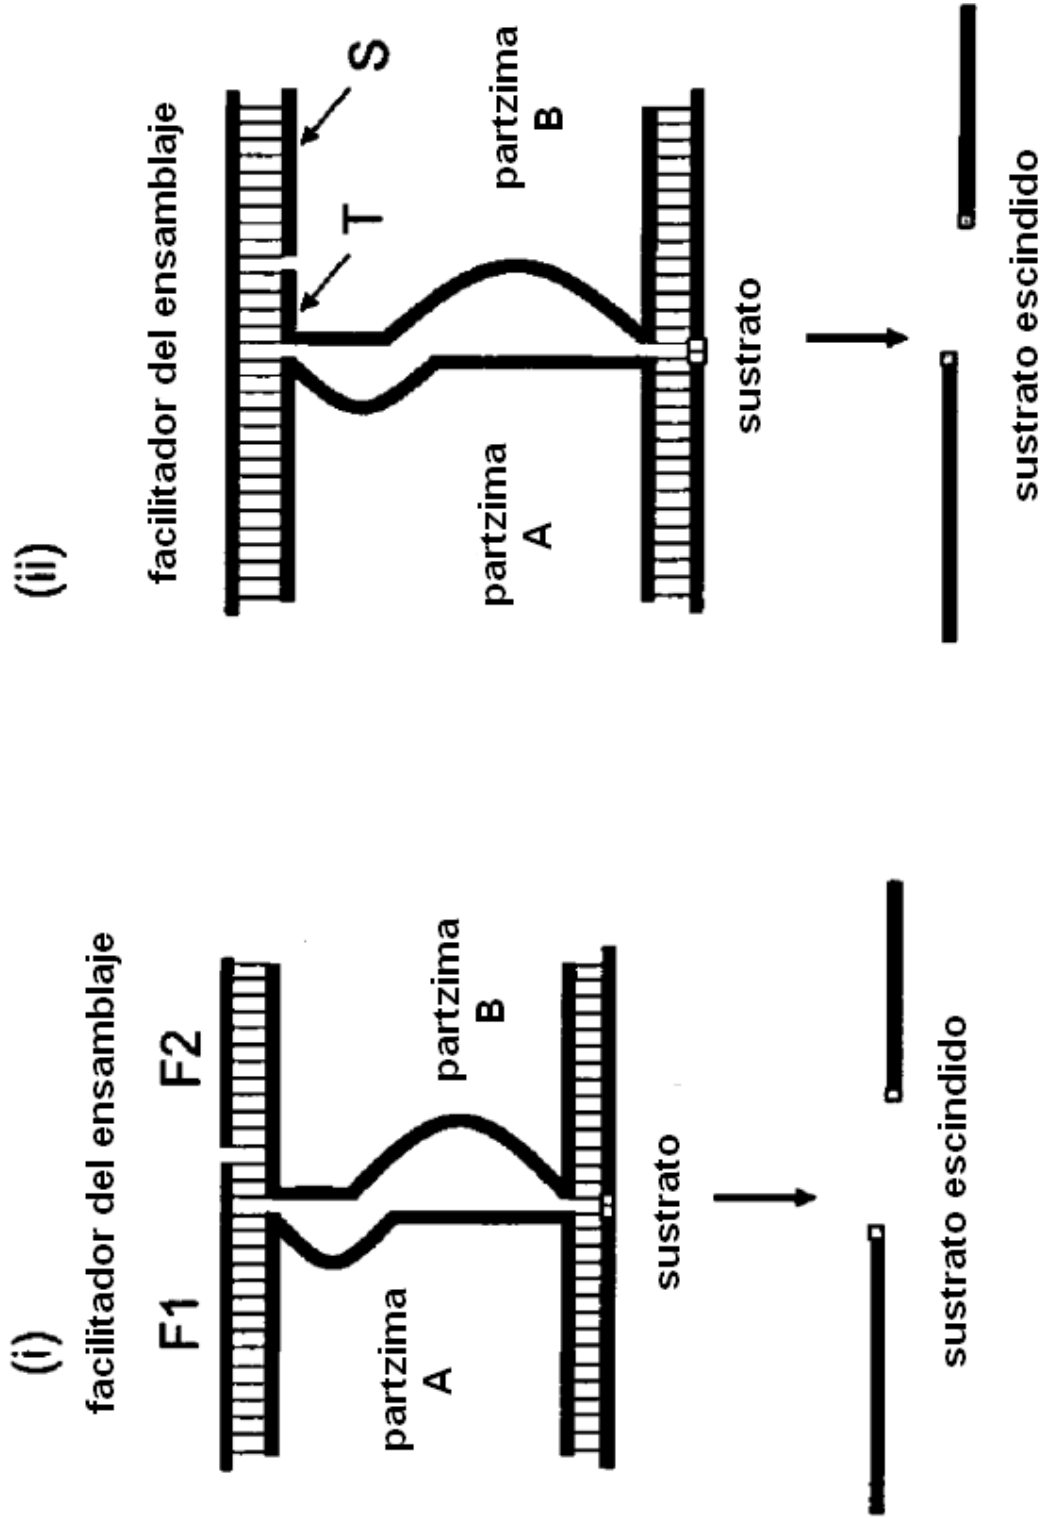 (i)
facilitador del ensamblaje
F1 F2
partzima
A
partzima
B
sustrato
sustrato escindido
(ii)
facilitador del ensamblaje
T
S
partzima
A
partzima
B
sustrato
sustrato escindido